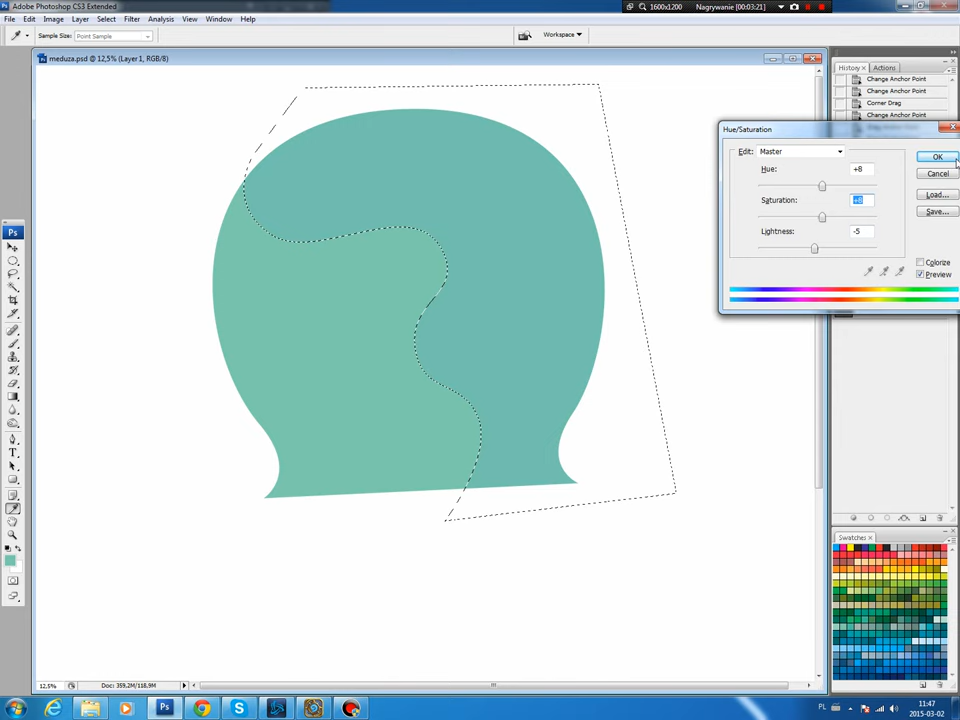 Adobe Photoshop CS3 Extended
1600x1200
Nagrywanie [00:03:21]
File Edit Image Layer Select Filter Analysis View Window Help
Sample Size: Point Sample
Workspace
meduza.psd @ 12,5% (Layer 1, RGB/8)
History Actions
Change Anchor Point
Change Anchor Point
Corner Drag
Change Anchor Point
Hue/Saturation
Edit: Master
OK
Hue: +8
Cancel
Load...
Saturation: +8
Save...
Lightness: -5
Colorize
Preview
Ps
T
Swatches
12,5%
Doc: 359,2M/118,9M
PL
11:47
2015-03-02